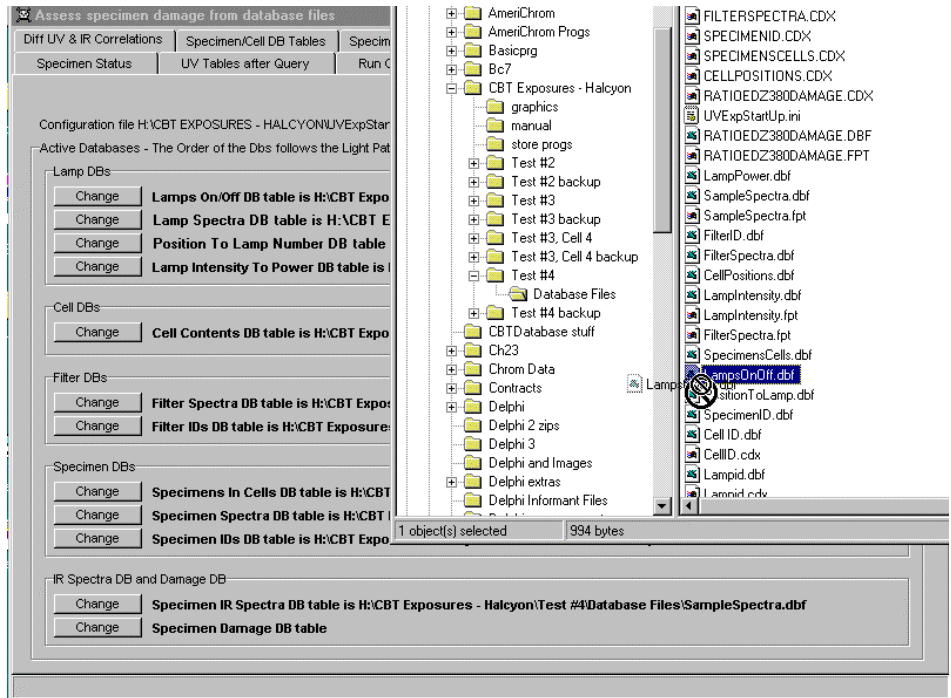 Assess specimen damage from database files
Diff UV & IR Correlations
Specimen/Cell DB Tables
Specim
Specimen Status
UV Tables after Query
Run
Configuration file H:\CBT EXPOSURES - HALCYON\UVExpStar
Active Databases - The Order of the Dbs follows the Light Pat
Lamp DBs
Change Lamps On/Off DB table is H:\CBT Expo
Change Lamp Spectra DB table is H:\CBT E
Change Position To Lamp Number DB table
Change Lamp Intensity To Power DB table is
Cell DBs
Change Cell Contents DB table is H:\CBT Expo
Filter DBs
Change Filter Spectra DB table is H:\CBT Expos
Change Filter IDs DB table is H:\CBT Exposure
Specimen DBs
Change Specimens In Cells DB table is H:\CBT
Change Specimen Spectra DB table is H:\CBT
Change Specimen IDs DB table is H:\CBT Expo
IR Spectra DB and Damage DB
Change Specimen IR Spectra DB table is H:\CBT Exposures - Halcyon\Test #4\Database Files\SampleSpectra.dbf
Change Specimen Damage DB table
AmeriChrom
AmeriChrom Progs
Basicprg
Bc7
CBT Exposures - Halcyon
graphics
manual
store progs
Test #2
Test #2 backup
Test #3
Test #3 backup
Test #3, Cell 4
Test #3, Cell 4 backup
Test #4
Database Files
Test #4 backup
CBTDatabase stuff
Ch23
Chrom Data
Contracts
Delphi
Delphi 2 zips
Delphi 3
Delphi and Images
Delphi extras
Delphi Informant Files
FILTERSPECTRA.CDX
SPECIMENID.CDX
SPECIMENSCELLS.CDX
CELLPOSITIONS.CDX
RATIOEDZ380DAMAGE.CDX
UVExpStartUp.ini
RATIOEDZ380DAMAGE.DBF
RATIOEDZ380DAMAGE.FPT
LampPower.dbf
SampleSpectra.dbf
SampleSpectra.fpt
FilterID.dbf
FilterSpectra.dbf
CellPositions.dbf
LampIntensity.dbf
LampIntensity.fpt
FilterSpectra.fpt
SpecimensCells.dbf
LampsOnOff.dbf
ositionToLamp.dbf
SpecimenID.dbf
Cell ID.dbf
CellID.cdx
Lampid.dbf
Lampid.cdx
1 object(s) selected
994 bytes